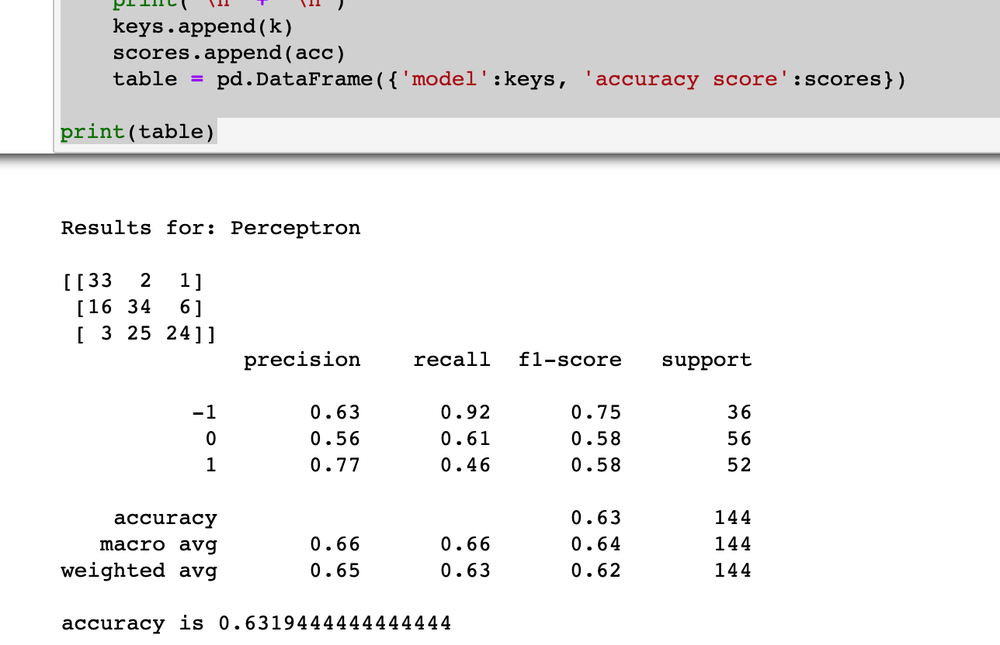 print("\n" + "\n")
keys.append(k)
scores.append(acc)
table = pd.DataFrame({'model':keys, 'accuracy score':scores})
print(table)
Results for: Perceptron
[[33  2  1]
 [16 34  6]
 [ 3 25 24]]
precision recall f1-score support
-1 0.63 0.92 0.75 36
0 0.56 0.61 0.58 56
1 0.77 0.46 0.58 52
accuracy 0.63 144
macro avg 0.66 0.66 0.64 144
weighted avg 0.65 0.63 0.62 144
accuracy is 0.6319444444444444